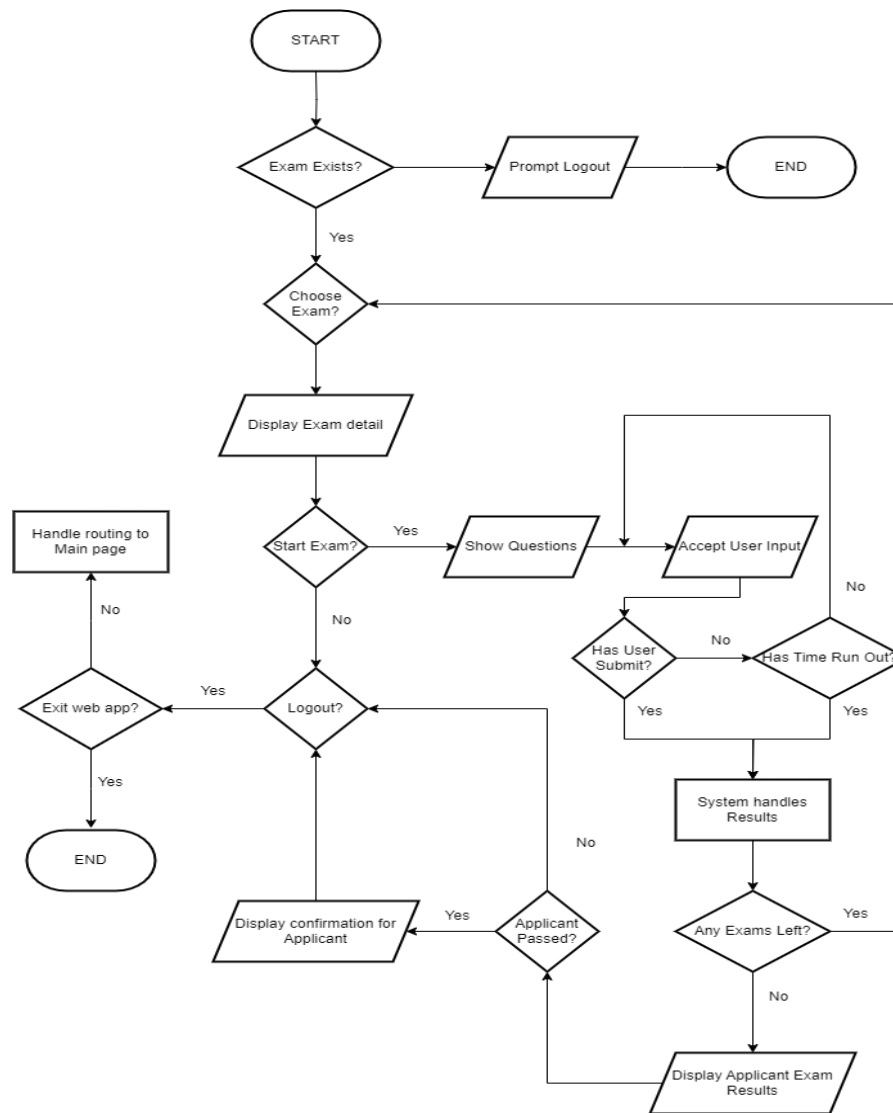 START
Exam Exists?
Prompt Logout
END
Yes
Choose
Exam?
Display Exam detail
Handle routing to
Main page
Start Exam?
Yes
Show Questions
Accept User Input
No
No
No
Has User
Submit?
No
Has Time Run Out?
Exit web app?
Yes
Logout?
Yes
Yes
Yes
System handles
Results
END
No
Display confirmation for
Applicant
Yes
Applicant
Passed?
Any Exams Left?
Yes
No
Display Applicant Exam
Results